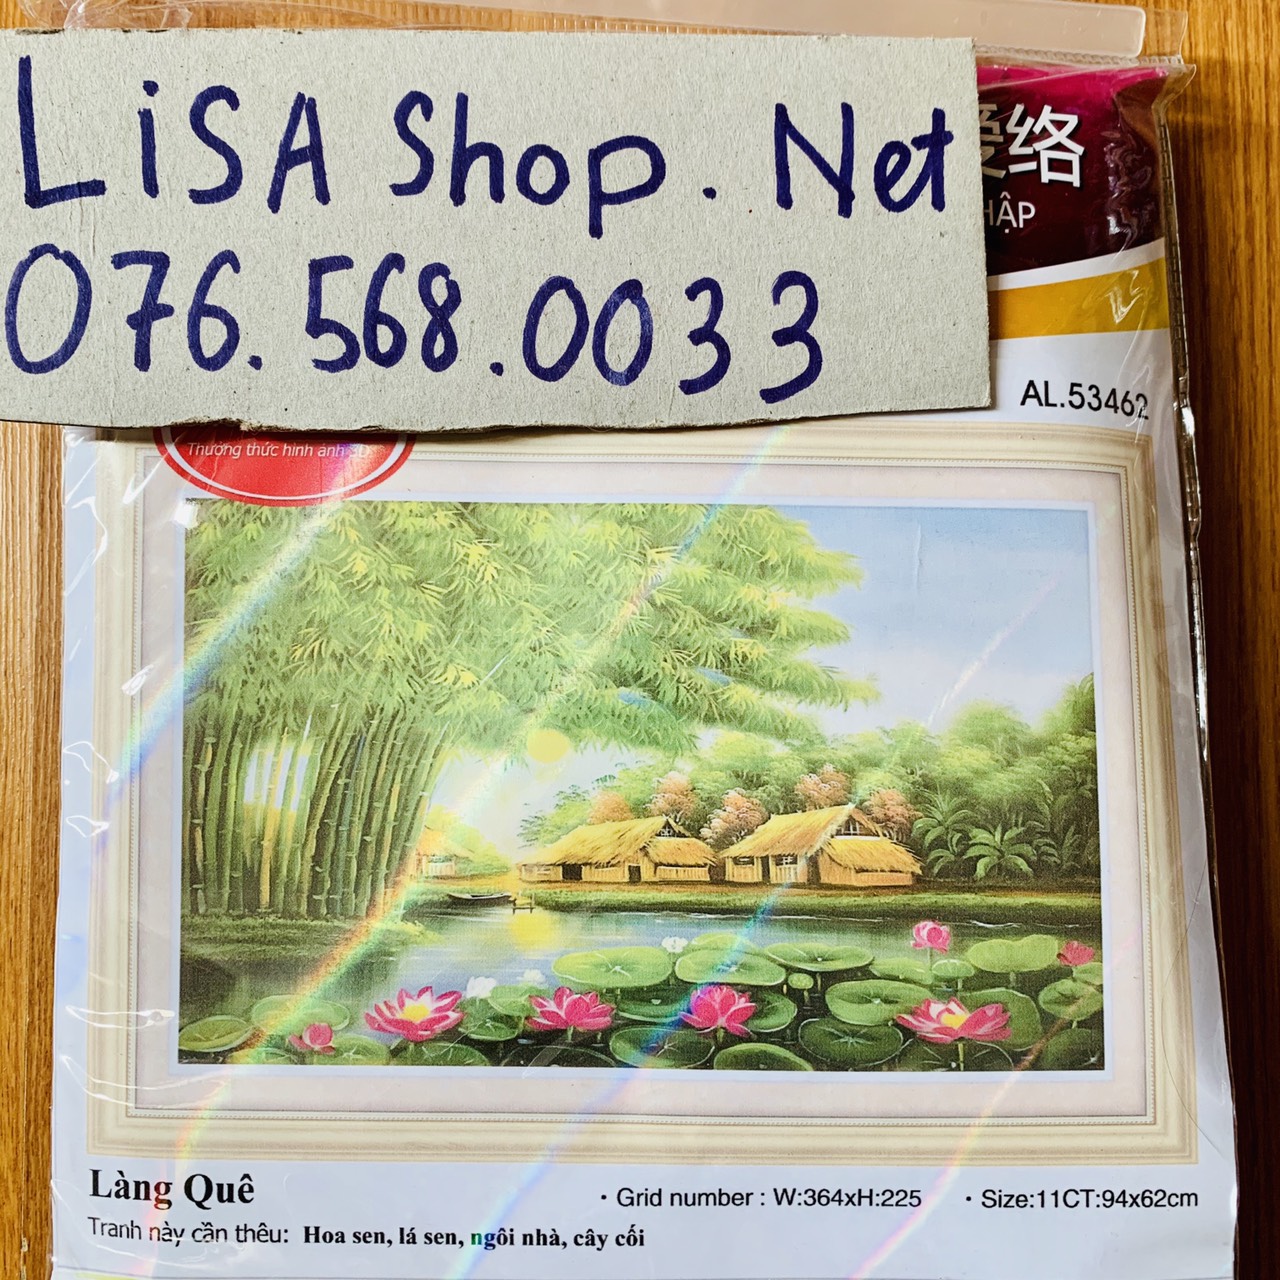 LiSA Shop.Net
076.568.0033
络
AL.53462
Thưởng thức hình ảnh 3D
Làng Quê
· Grid number : W:364xH:225
· Size:11CT:94x62cm
Tranh này cần thêu: Hoa sen, lá sen, ngôi nhà, cây cối